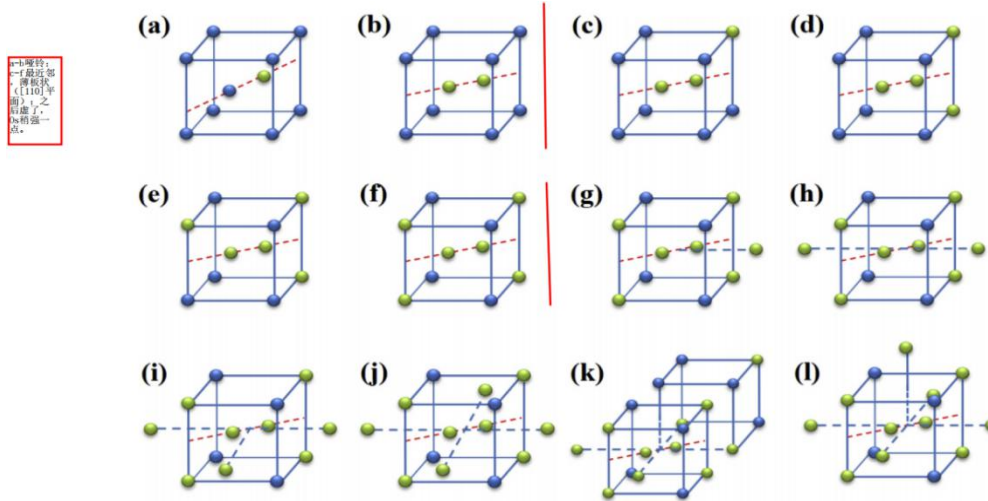 (a)
(b)
(c)
(d)
a-b哑铃；
c-f最近邻
，薄板状
（[110]平
面）；之
后虚了，
Os稍强一
点。
(e)
(f)
(g)
(h)
(i)
(j)
(k)
(l)